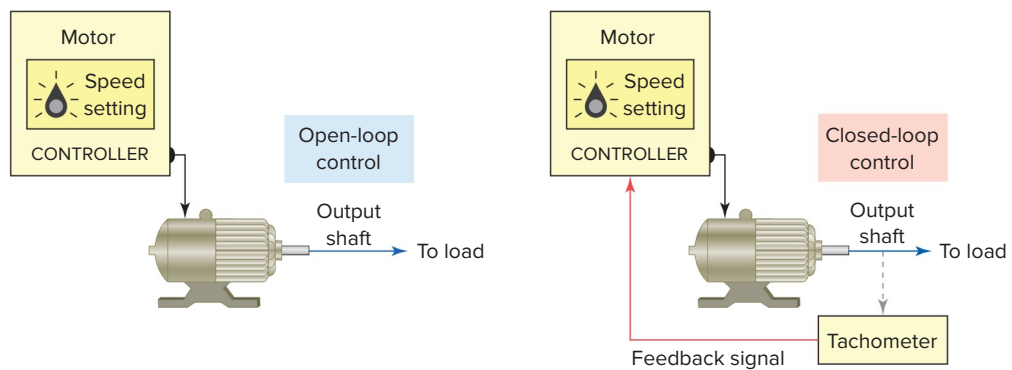 Motor
Speed
setting
CONTROLLER
Open-loop
control
Output
shaft
To load
Motor
Speed
setting
CONTROLLER
Closed-loop
control
Output
shaft
To load
Tachometer
Feedback signal